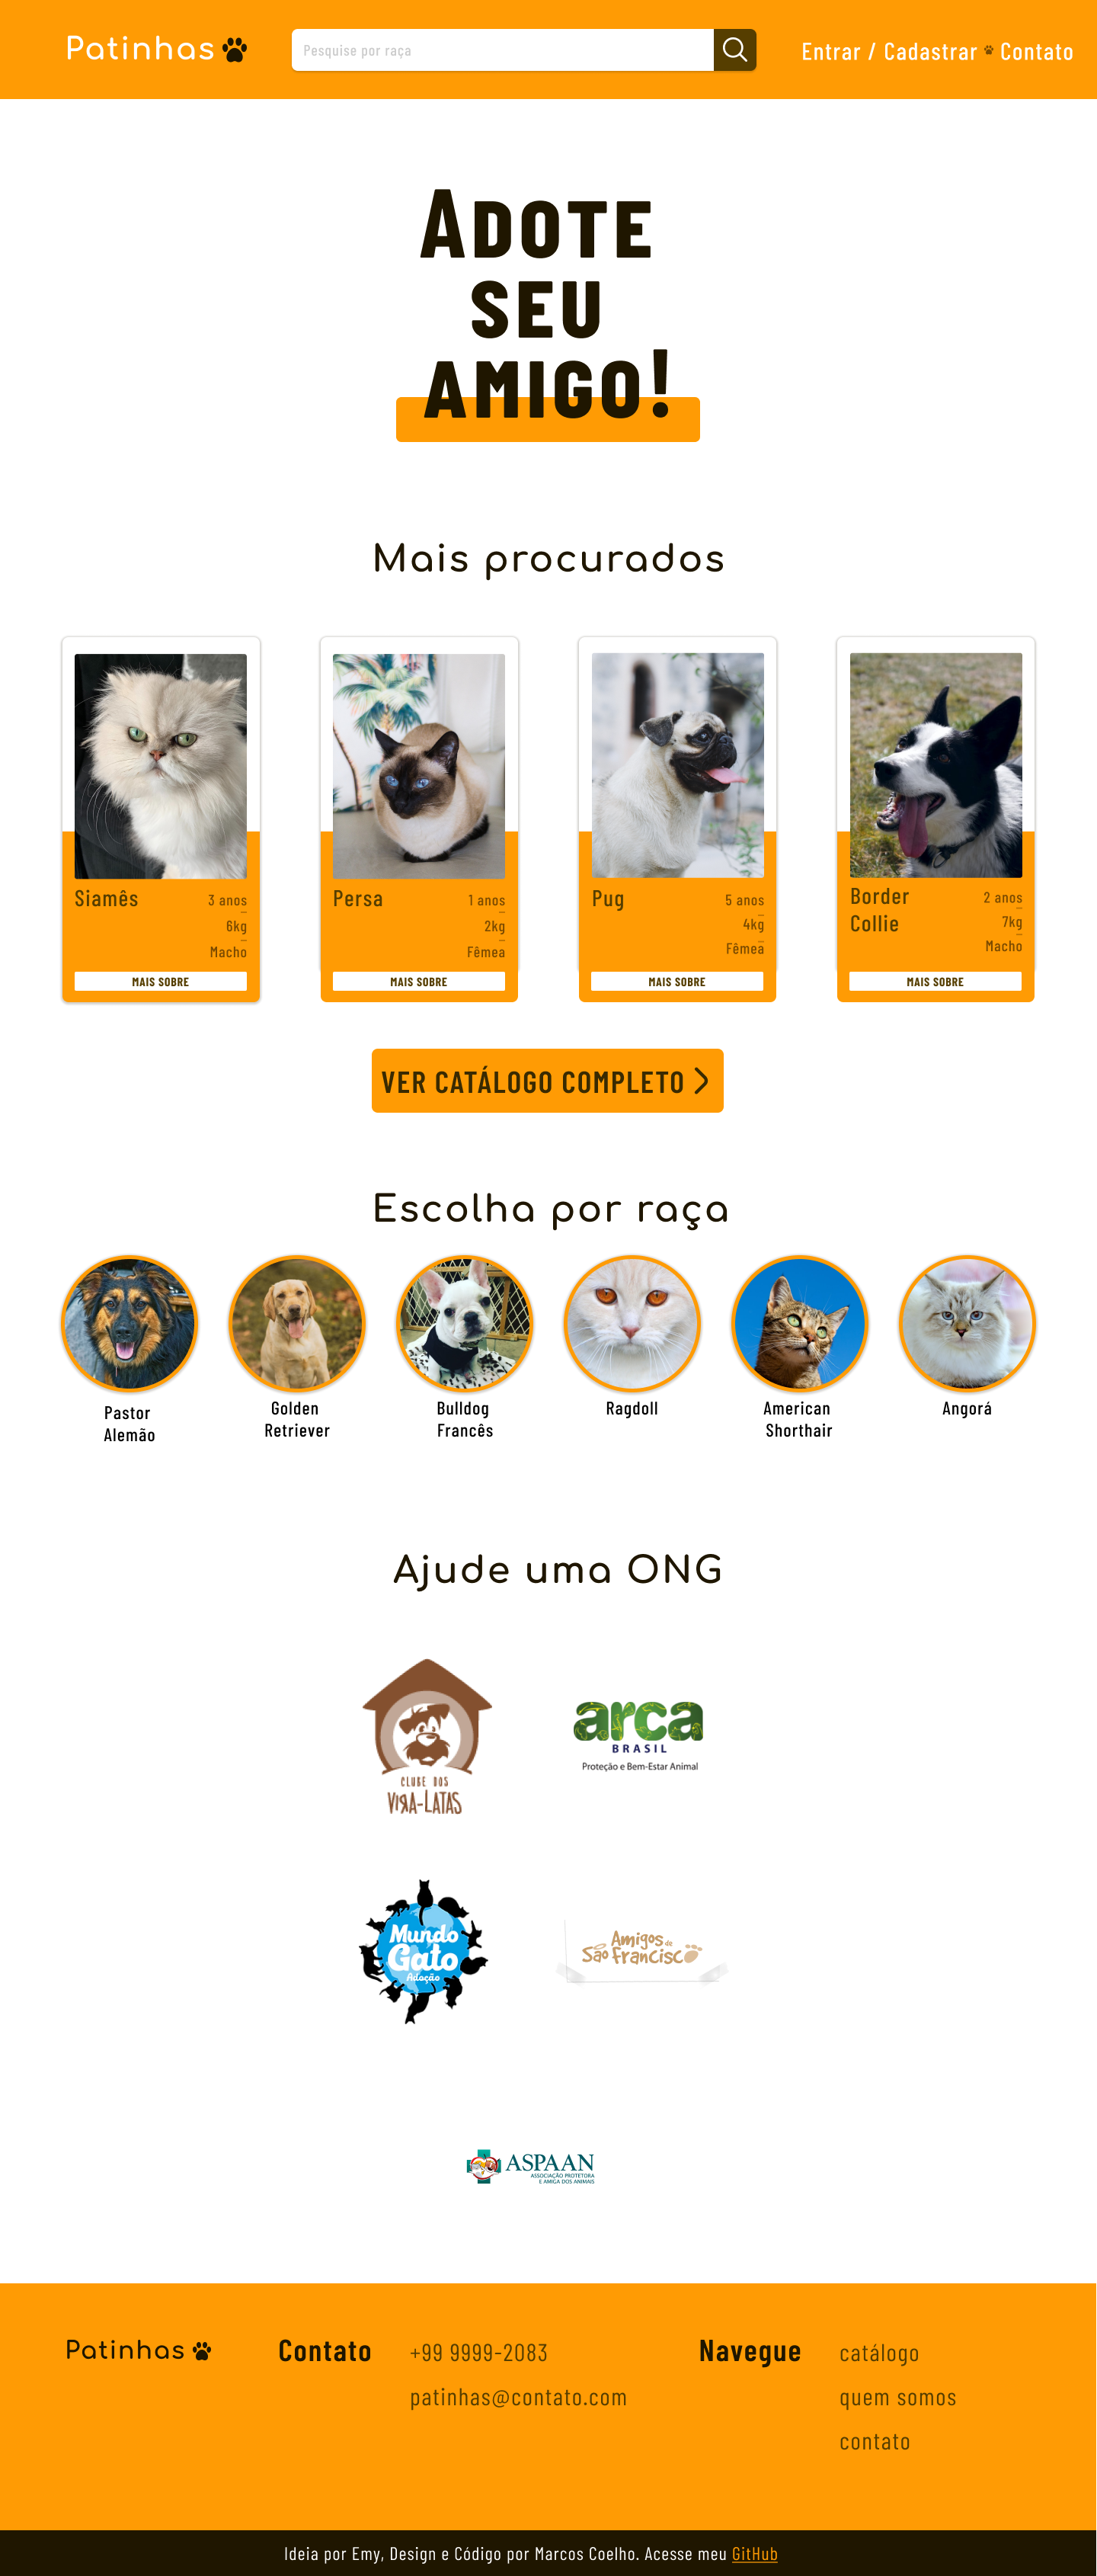 Patinhas
Pesquise por raça
Entrar / Cadastrar
Contato
Adote
seu
amigo!
Mais procurados
Siamês
3 anos
6kg
Macho
MAIS SOBRE
Persa
1 anos
2kg
Fêmea
MAIS SOBRE
Pug
5 anos
4kg
Fêmea
MAIS SOBRE
Border
Collie
2 anos
7kg
Macho
MAIS SOBRE
VER CATÁLOGO COMPLETO
Escolha por raça
Pastor
Alemão
Golden
Retriever
Bulldog
Francês
Ragdoll
American
Shorthair
Angorá
Ajude uma ONG
CLUBE DOS
VIRA-LATAS
arca
BRASIL
Proteção e Bem-Estar Animal
Mundo
Gato
Adoção
Amigos de
São Francisco
ASPAAN
ASSOCIAÇÃO PROTETORA
E AMIGA DOS ANIMAIS
Patinhas
Contato
+99 9999-2083
patinhas@contato.com
Navegue
catálogo
quem somos
contato
Ideia por Emy, Design e Código por Marcos Coelho. Acesse meu GitHub